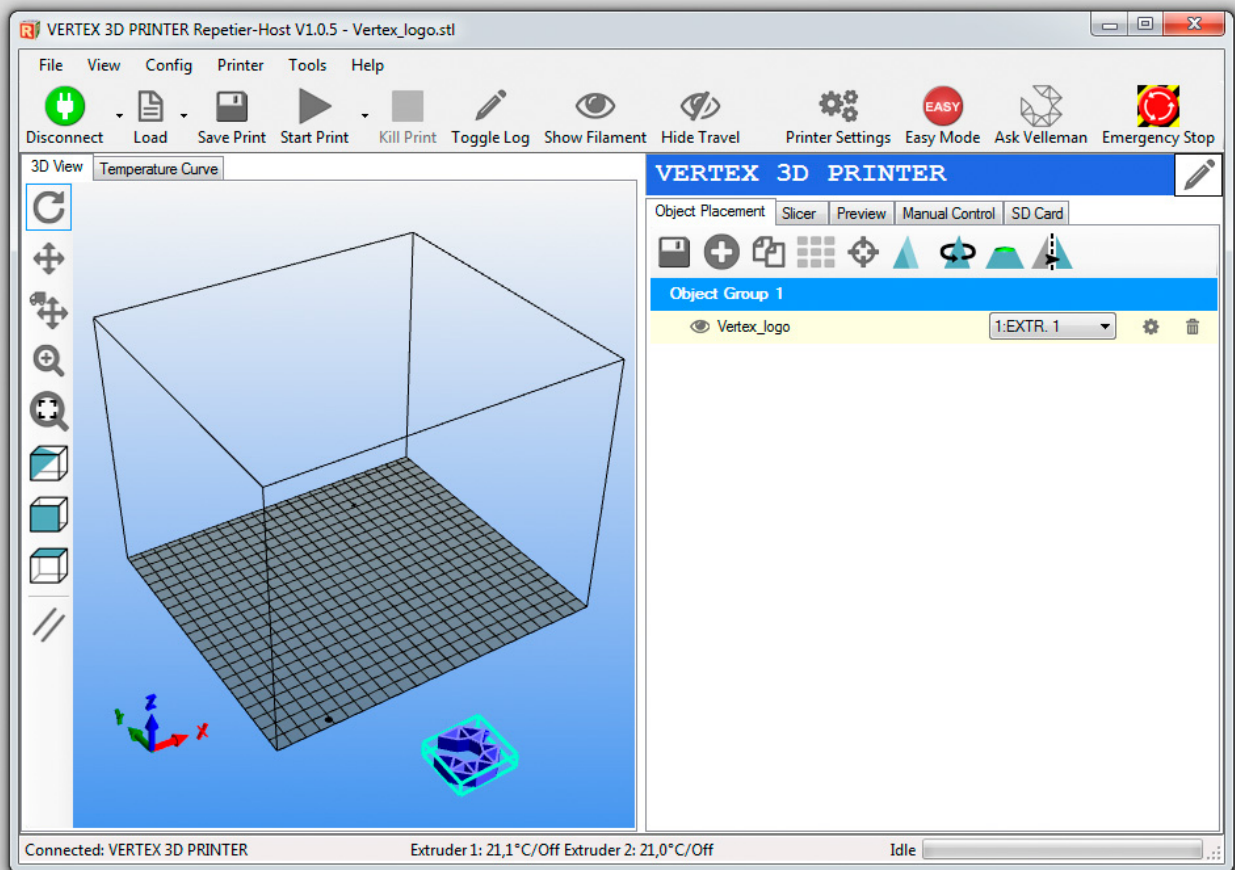 VERTEX 3D PRINTER Repetier-Host V1.0.5 - Vertex_logo.stl
File View Config Printer Tools Help
EASY
Disconnect Load Save Print Start Print Kill Print Toggle Log Show Filament Hide Travel Printer Settings Easy Mode Ask Velleman Emergency Stop
3D View Temperature Curve
VERTEX 3D PRINTER
Object Placement Slicer Preview Manual Control SD Card
Object Group 1
Vertex_logo 1:EXTR. 1
Z
Y X
Connected: VERTEX 3D PRINTER Extruder 1: 21,1°C/Off Extruder 2: 21,0°C/Off Idle